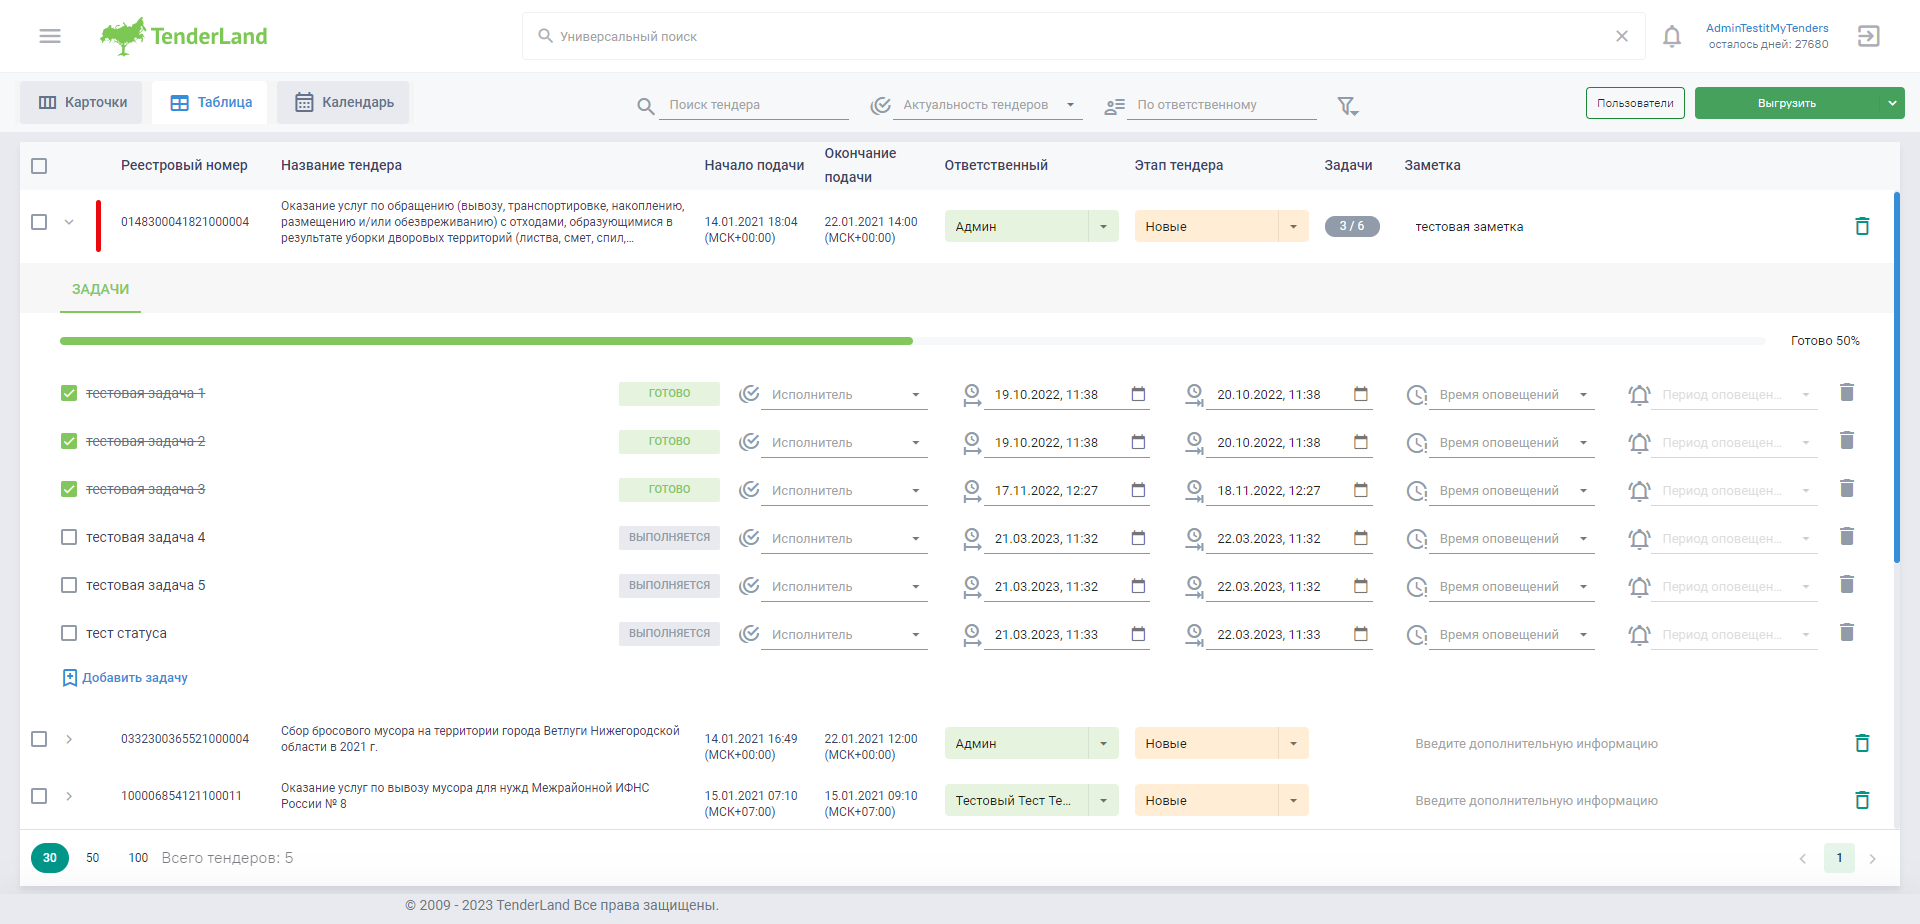 TenderLand
Универсальный поиск
AdminTestitMyTenders
осталось дней: 27680
Карточки
Таблица
Календарь
Поиск тендера
Актуальность тендеров
По ответственному
Пользователи
Выгрузить
Реестровый номер
Название тендера
Начало подачи
Окончание
подачи
Ответственный
Этап тендера
Задачи
Заметка
0148300041821000004
Оказание услуг по обращению (вывозу, транспортировке, накоплению,
размещению и/или обезвреживанию) с отходами, образующимися в
результате уборки дворовых территорий (листва, смет, спил,...
14.01.2021 18:04
(МСК+00:00)
22.01.2021 14:00
(МСК+00:00)
Админ
Новые
3 / 6
тестовая заметка
ЗАДАЧИ
Готово 50%
тестовая задача 1
ГОТОВО
Исполнитель
19.10.2022, 11:38
20.10.2022, 11:38
Время оповещений
Период оповещен...
тестовая задача 2
ГОТОВО
Исполнитель
19.10.2022, 11:38
20.10.2022, 11:38
Время оповещений
Период оповещен...
тестовая задача 3
ГОТОВО
Исполнитель
17.11.2022, 12:27
18.11.2022, 12:27
Время оповещений
Период оповещен...
тестовая задача 4
ВЫПОЛНЯЕТСЯ
Исполнитель
21.03.2023, 11:32
22.03.2023, 11:32
Время оповещений
Период оповещен...
тестовая задача 5
ВЫПОЛНЯЕТСЯ
Исполнитель
21.03.2023, 11:32
22.03.2023, 11:32
Время оповещений
Период оповещен...
тест статуса
ВЫПОЛНЯЕТСЯ
Исполнитель
21.03.2023, 11:33
22.03.2023, 11:33
Время оповещений
Период оповещен...
Добавить задачу
0332300365521000004
Сбор бросового мусора на территории города Ветлуги Нижегородской
области в 2021 г.
14.01.2021 16:49
(МСК+00:00)
22.01.2021 12:00
(МСК+00:00)
Админ
Новые
Введите дополнительную информацию
100006854121100011
Оказание услуг по вывозу мусора для нужд Межрайонной ИФНС
России № 8
15.01.2021 07:10
(МСК+07:00)
15.01.2021 09:10
(МСК+07:00)
Тестовый Тест Те...
Новые
Введите дополнительную информацию
30
50
100
Всего тендеров: 5
1
© 2009 - 2023 TenderLand Все права защищены.